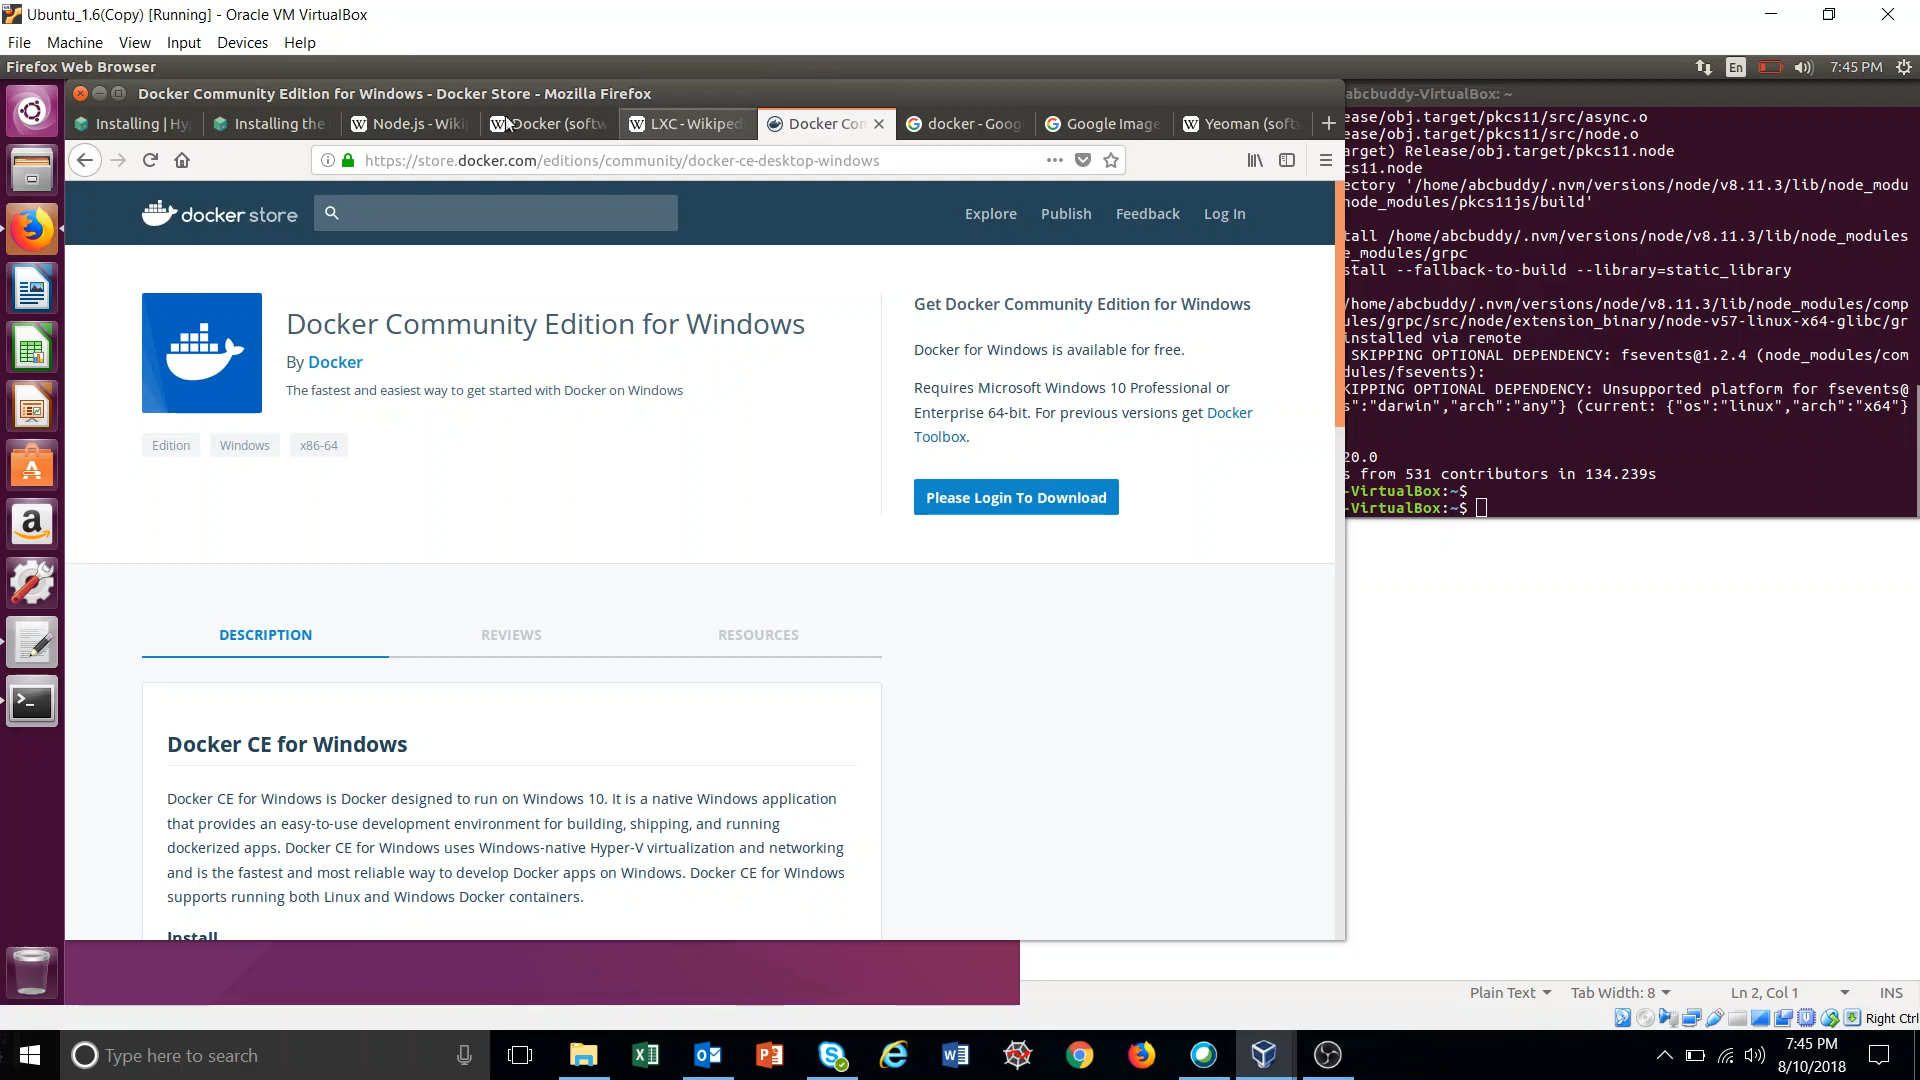 Ubuntu_1.6(Copy) [Running] - Oracle VM VirtualBox
File Machine View Input Devices Help
Firefox Web Browser
En 7:45 PM
Docker Community Edition for Windows - Docker Store - Mozilla Firefox
abcbuddy-VirtualBox: ~
Installing | Hy
Installing the
Node.js - Wiki
Docker (softw
LXC - Wikiped
Docker Con
docker - Goog
Google Image
Yeoman (soft
https://store.docker.com/editions/community/docker-ce-desktop-windows
docker store
Explore Publish Feedback Log In
Docker Community Edition for Windows
By Docker
The fastest and easiest way to get started with Docker on Windows
Edition Windows x86-64
Get Docker Community Edition for Windows
Docker for Windows is available for free.
Requires Microsoft Windows 10 Professional or
Enterprise 64-bit. For previous versions get Docker
Toolbox.
Please Login To Download
DESCRIPTION REVIEWS RESOURCES
Docker CE for Windows
Docker CE for Windows is Docker designed to run on Windows 10. It is a native Windows application
that provides an easy-to-use development environment for building, shipping, and running
dockerized apps. Docker CE for Windows uses Windows-native Hyper-V virtualization and networking
and is the fastest and most reliable way to develop Docker apps on Windows. Docker CE for Windows
supports running both Linux and Windows Docker containers.
Install
ease/obj.target/pkcs11/src/async.o
ease/obj.target/pkcs11/src/node.o
arget) Release/obj.target/pkcs11.node
cs11.node
ectory '/home/abcbuddy/.nvm/versions/node/v8.11.3/lib/node_modu
node_modules/pkcs11js/build'
tall /home/abcbuddy/.nvm/versions/node/v8.11.3/lib/node_modules
e_modules/grpc
stall --fallback-to-build --library=static_library
/home/abcbuddy/.nvm/versions/node/v8.11.3/lib/node_modules/comp
ules/grpc/src/node/extension_binary/node-v57-linux-x64-glibc/gr
installed via remote
SKIPPING OPTIONAL DEPENDENCY: fsevents@1.2.4 (node_modules/com
dules/fsevents):
KIPPING OPTIONAL DEPENDENCY: Unsupported platform for fsevents@
s":"darwin","arch":"any"} (current: {"os":"linux","arch":"x64"}
20.0
s from 531 contributors in 134.239s
-VirtualBox:~$
-VirtualBox:~$
Plain Text Tab Width: 8 Ln 2, Col 1 INS
Right Ctrl
Type here to search
7:45 PM
8/10/2018